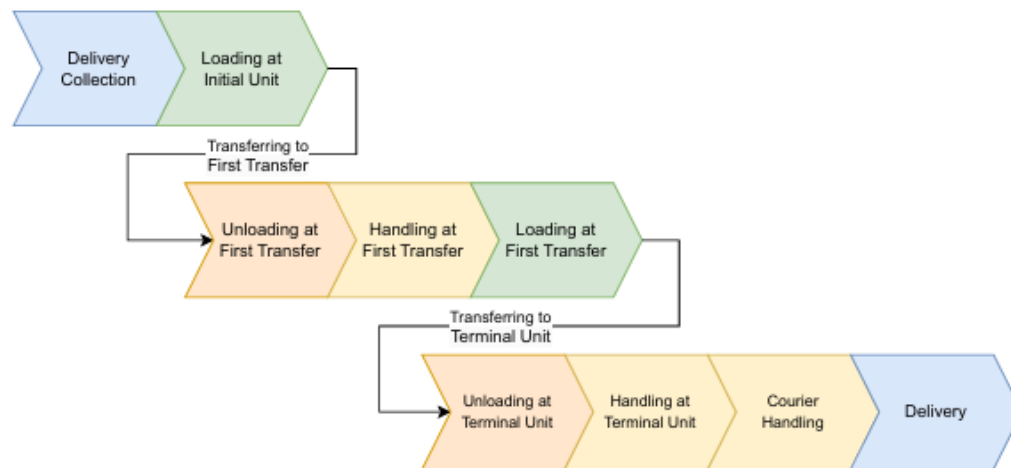 Delivery
Collection
Loading at
Initial Unit
Transferring to
First Transfer
Unloading at
First Transfer
Handling at
First Transfer
Loading at
First Transfer
Transferring to
Terminal Unit
Unloading at
Terminal Unit
Handling at
Terminal Unit
Courier
Handling
Delivery